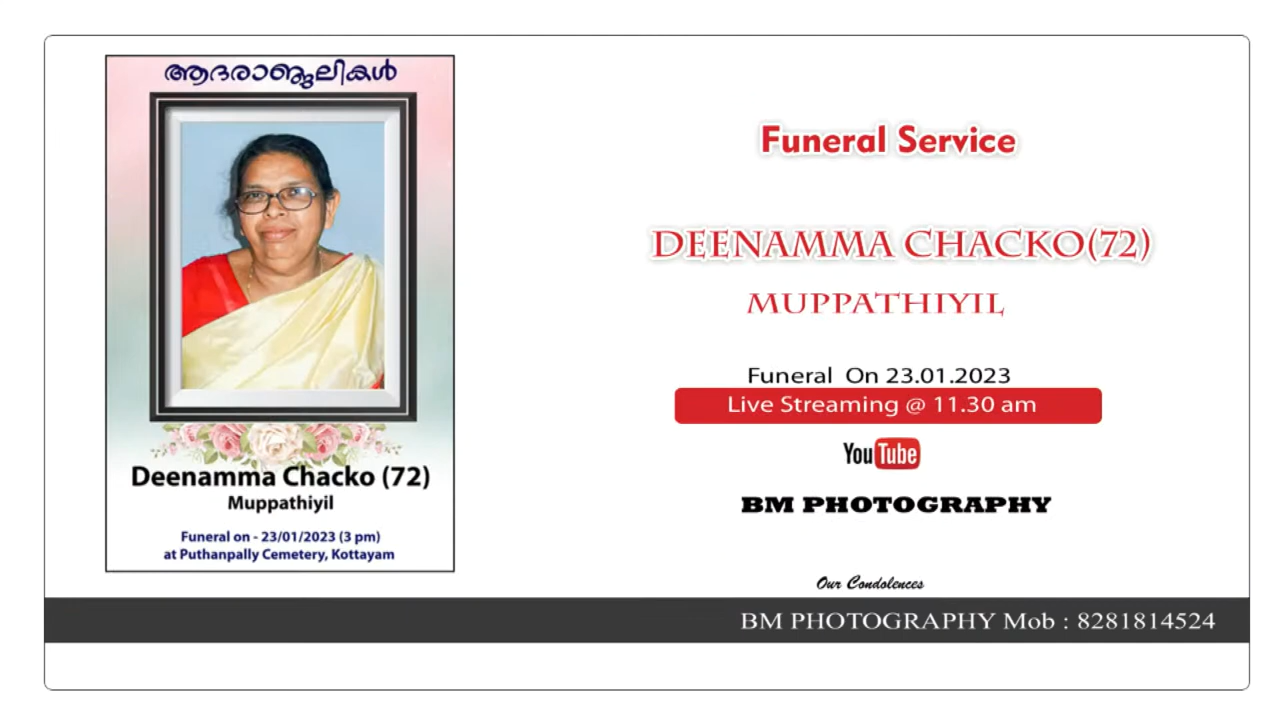 ആദരാഞ്ജലികൾ
Deenamma Chacko (72)
Muppathiyil
Funeral on - 23/01/2023 (3 pm)
at Puthanpally Cemetery, Kottayam
Funeral Service
DEENAMMA CHACKO(72)
MUPPATHIYIL
Funeral On 23.01.2023
Live Streaming @ 11.30 am
YouTube
BM PHOTOGRAPHY
Our Condolences
BM PHOTOGRAPHY Mob : 8281814524